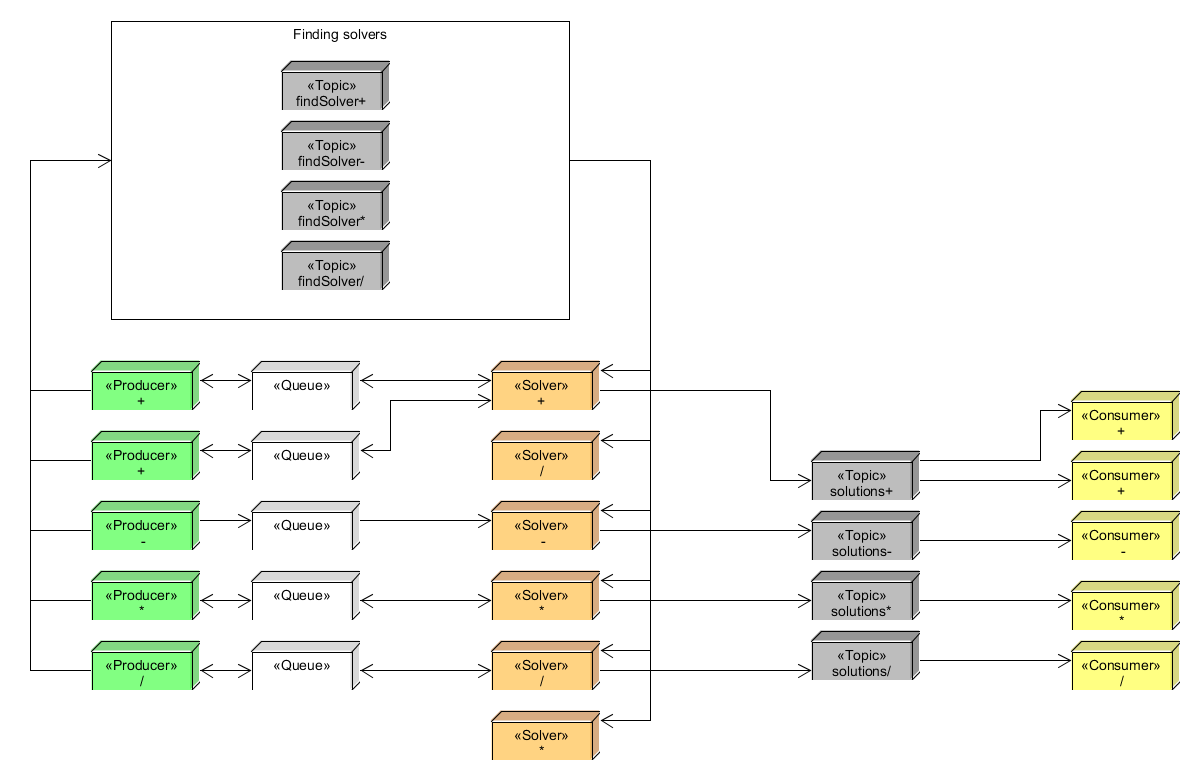 Finding solvers
«Topic»
findSolver+
«Topic»
findSolver-
«Topic»
findSolver*
«Topic»
findSolver/
«Producer»
+
«Queue»
«Solver»
+
«Producer»
+
«Queue»
«Solver»
/
«Producer»
-
«Queue»
«Solver»
-
«Producer»
*
«Queue»
«Solver»
*
«Producer»
/
«Queue»
«Solver»
/
«Solver»
*
«Topic»
solutions+
«Topic»
solutions-
«Topic»
solutions*
«Topic»
solutions/
«Consumer»
+
«Consumer»
+
«Consumer»
-
«Consumer»
*
«Consumer»
/